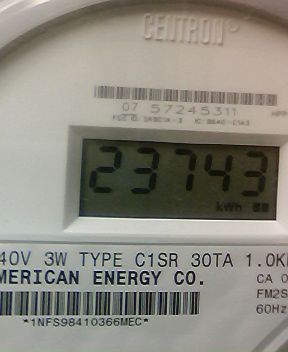 CENTRON®
07 57245311
23743
kWh
40V 3W TYPE C1SR 30TA 1.0K
MERICAN ENERGY CO.
CA 0
FM2S
60Hz
*1NFS98410366MEC*